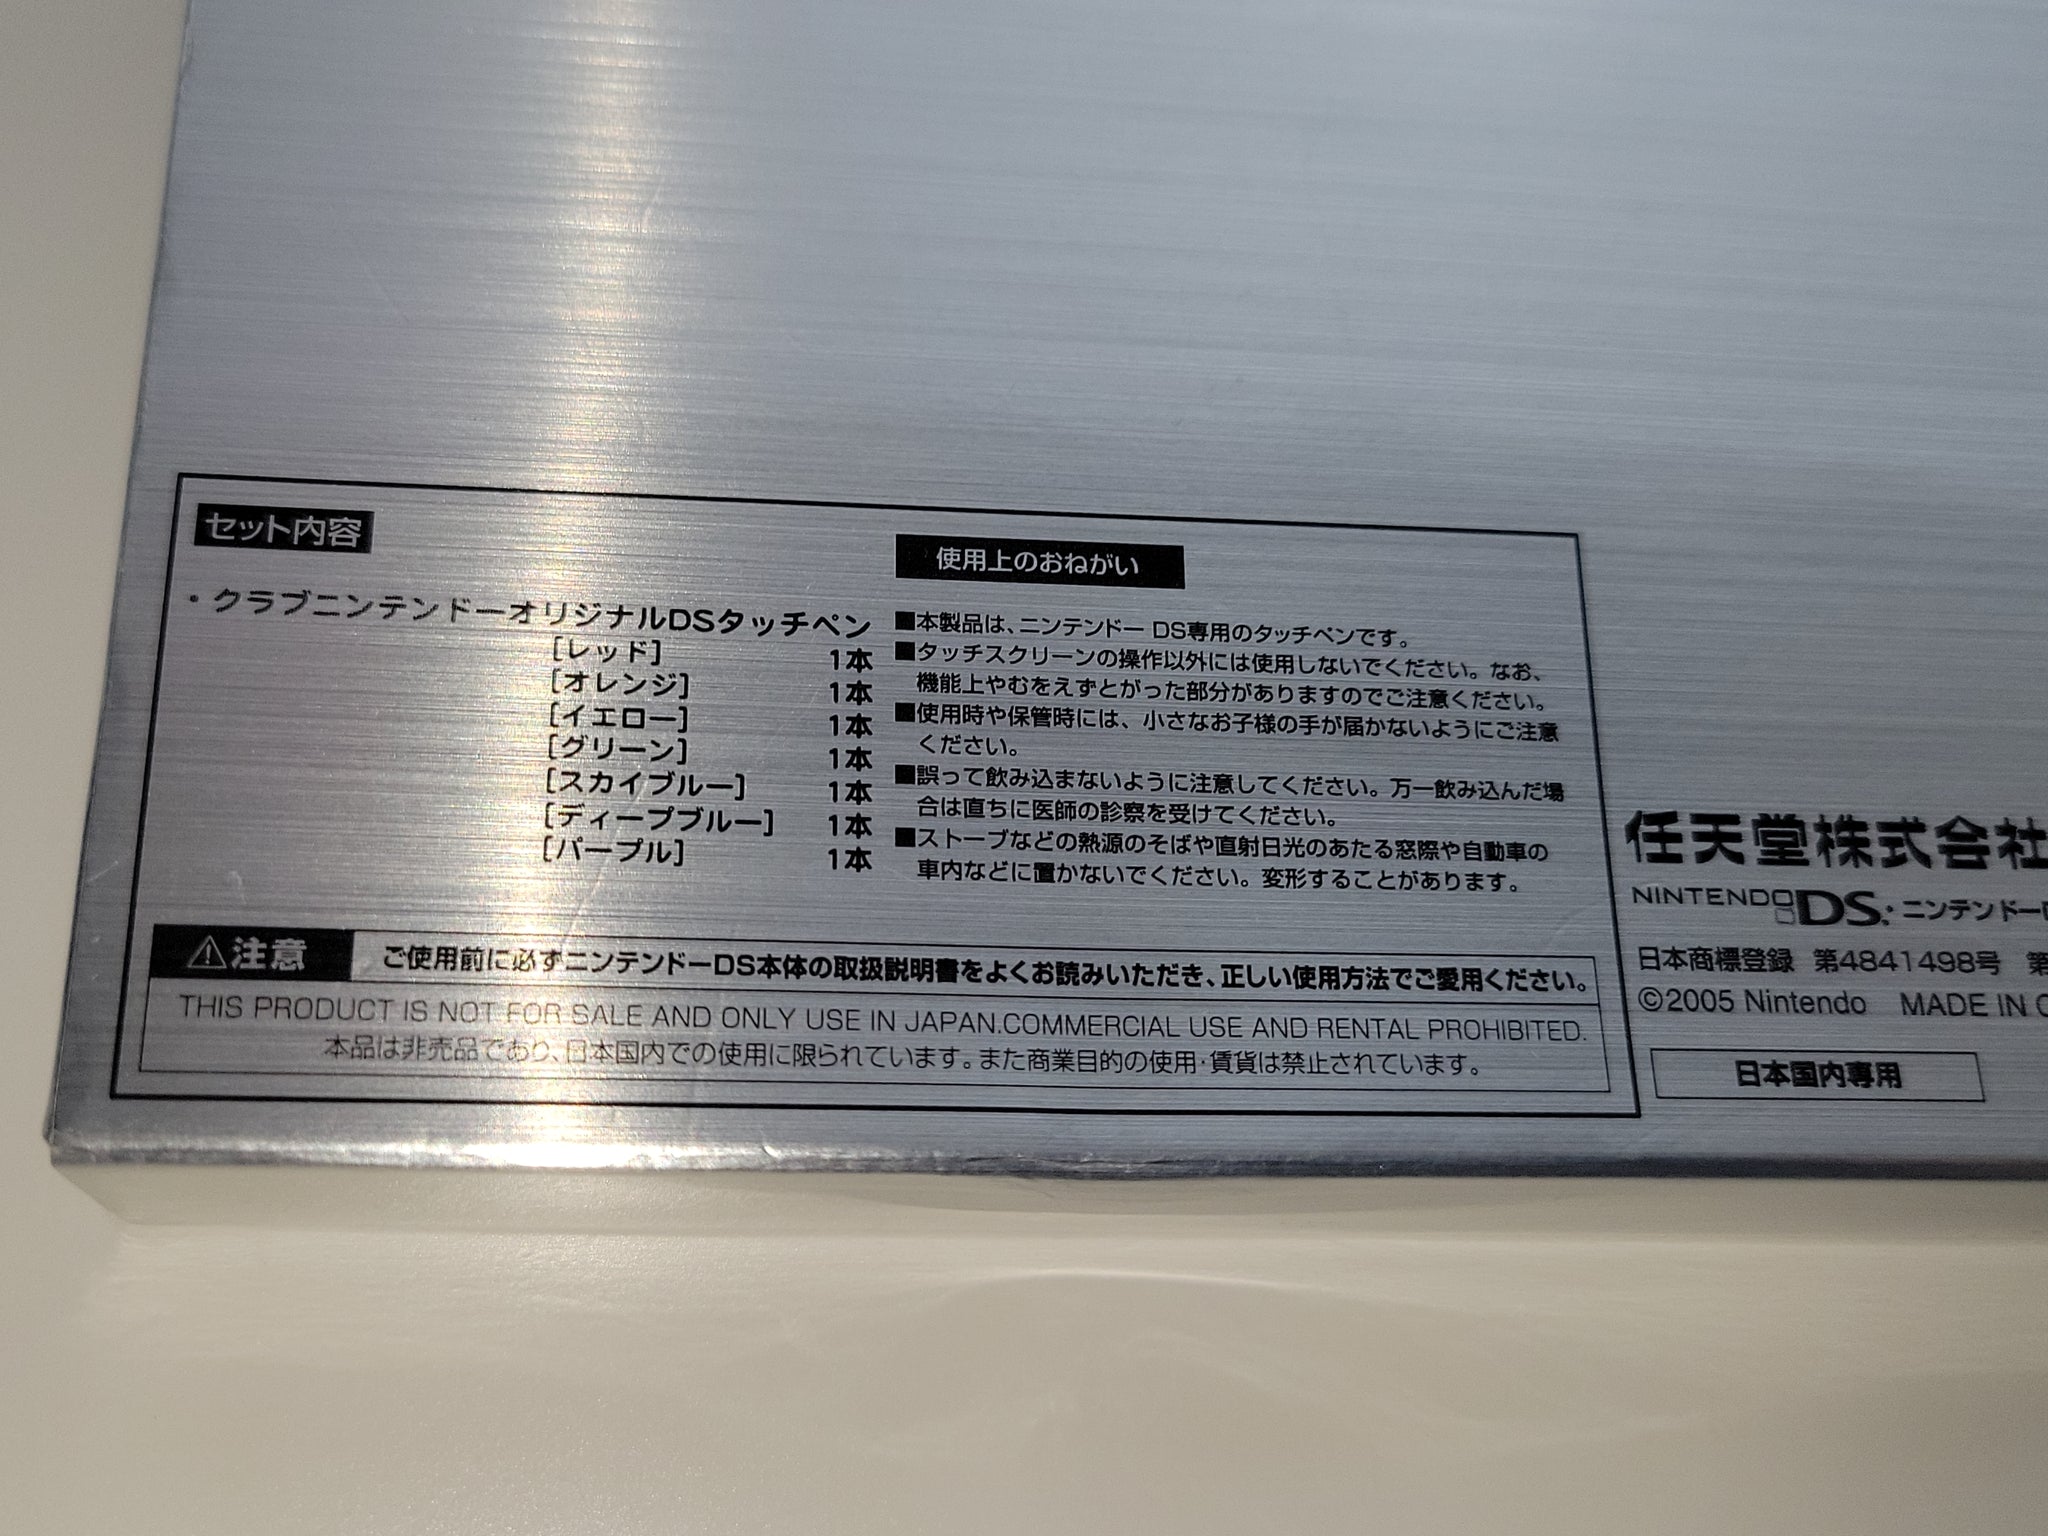 セット内容
・クラブニンテンドーオリジナルDSタッチペン
[レッド] 1本
[オレンジ] 1本
[イエロー] 1本
[グリーン] 1本
[スカイブルー] 1本
[ディープブルー] 1本
[パープル] 1本
使用上のおねがい
■本製品は、ニンテンドー DS専用のタッチペンです。
■タッチスクリーンの操作以外には使用しないでください。なお、
機能上やむをえずとがった部分がありますのでご注意ください。
■使用時や保管時には、小さなお子様の手が届かないようにご注意
ください。
■誤って飲み込まないように注意してください。万一飲み込んだ場
合は直ちに医師の診察を受けてください。
■ストーブなどの熱源のそばや直射日光のあたる窓際や自動車の
車内などに置かないでください。変形することがあります。
⚠注意 ご使用前に必ずニンテンドーDS本体の取扱説明書をよくお読みいただき、正しい使用方法でご愛用ください。
THIS PRODUCT IS NOT FOR SALE AND ONLY USE IN JAPAN.COMMERCIAL USE AND RENTAL PROHIBITED.
本品は非売品であり、日本国内での使用に限られています。また商業目的の使用・賃貸は禁止されています。
任天堂株式会社
NINTENDO DS・ニンテンドー
日本商標登録 第4841498号 第
©2005 Nintendo MADE IN
日本国内専用